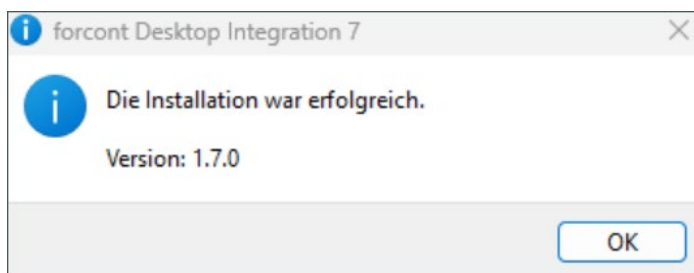 forcont Desktop Integration 7
Die Installation war erfolgreich.
Version: 1.7.0
OK